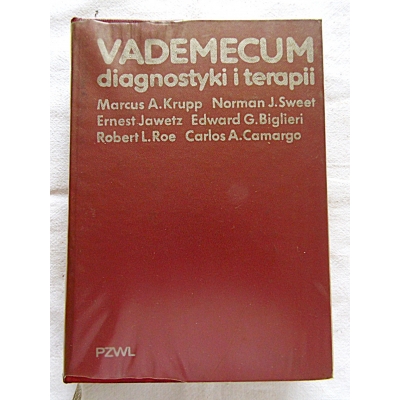 VADEMECUM
diagnostyki i terapii
Marcus A.Krupp Norman J.Sweet
Ernest Jawetz Edward G.Biglieri
Robert L.Roe Carlos A.Camargo
PZWL